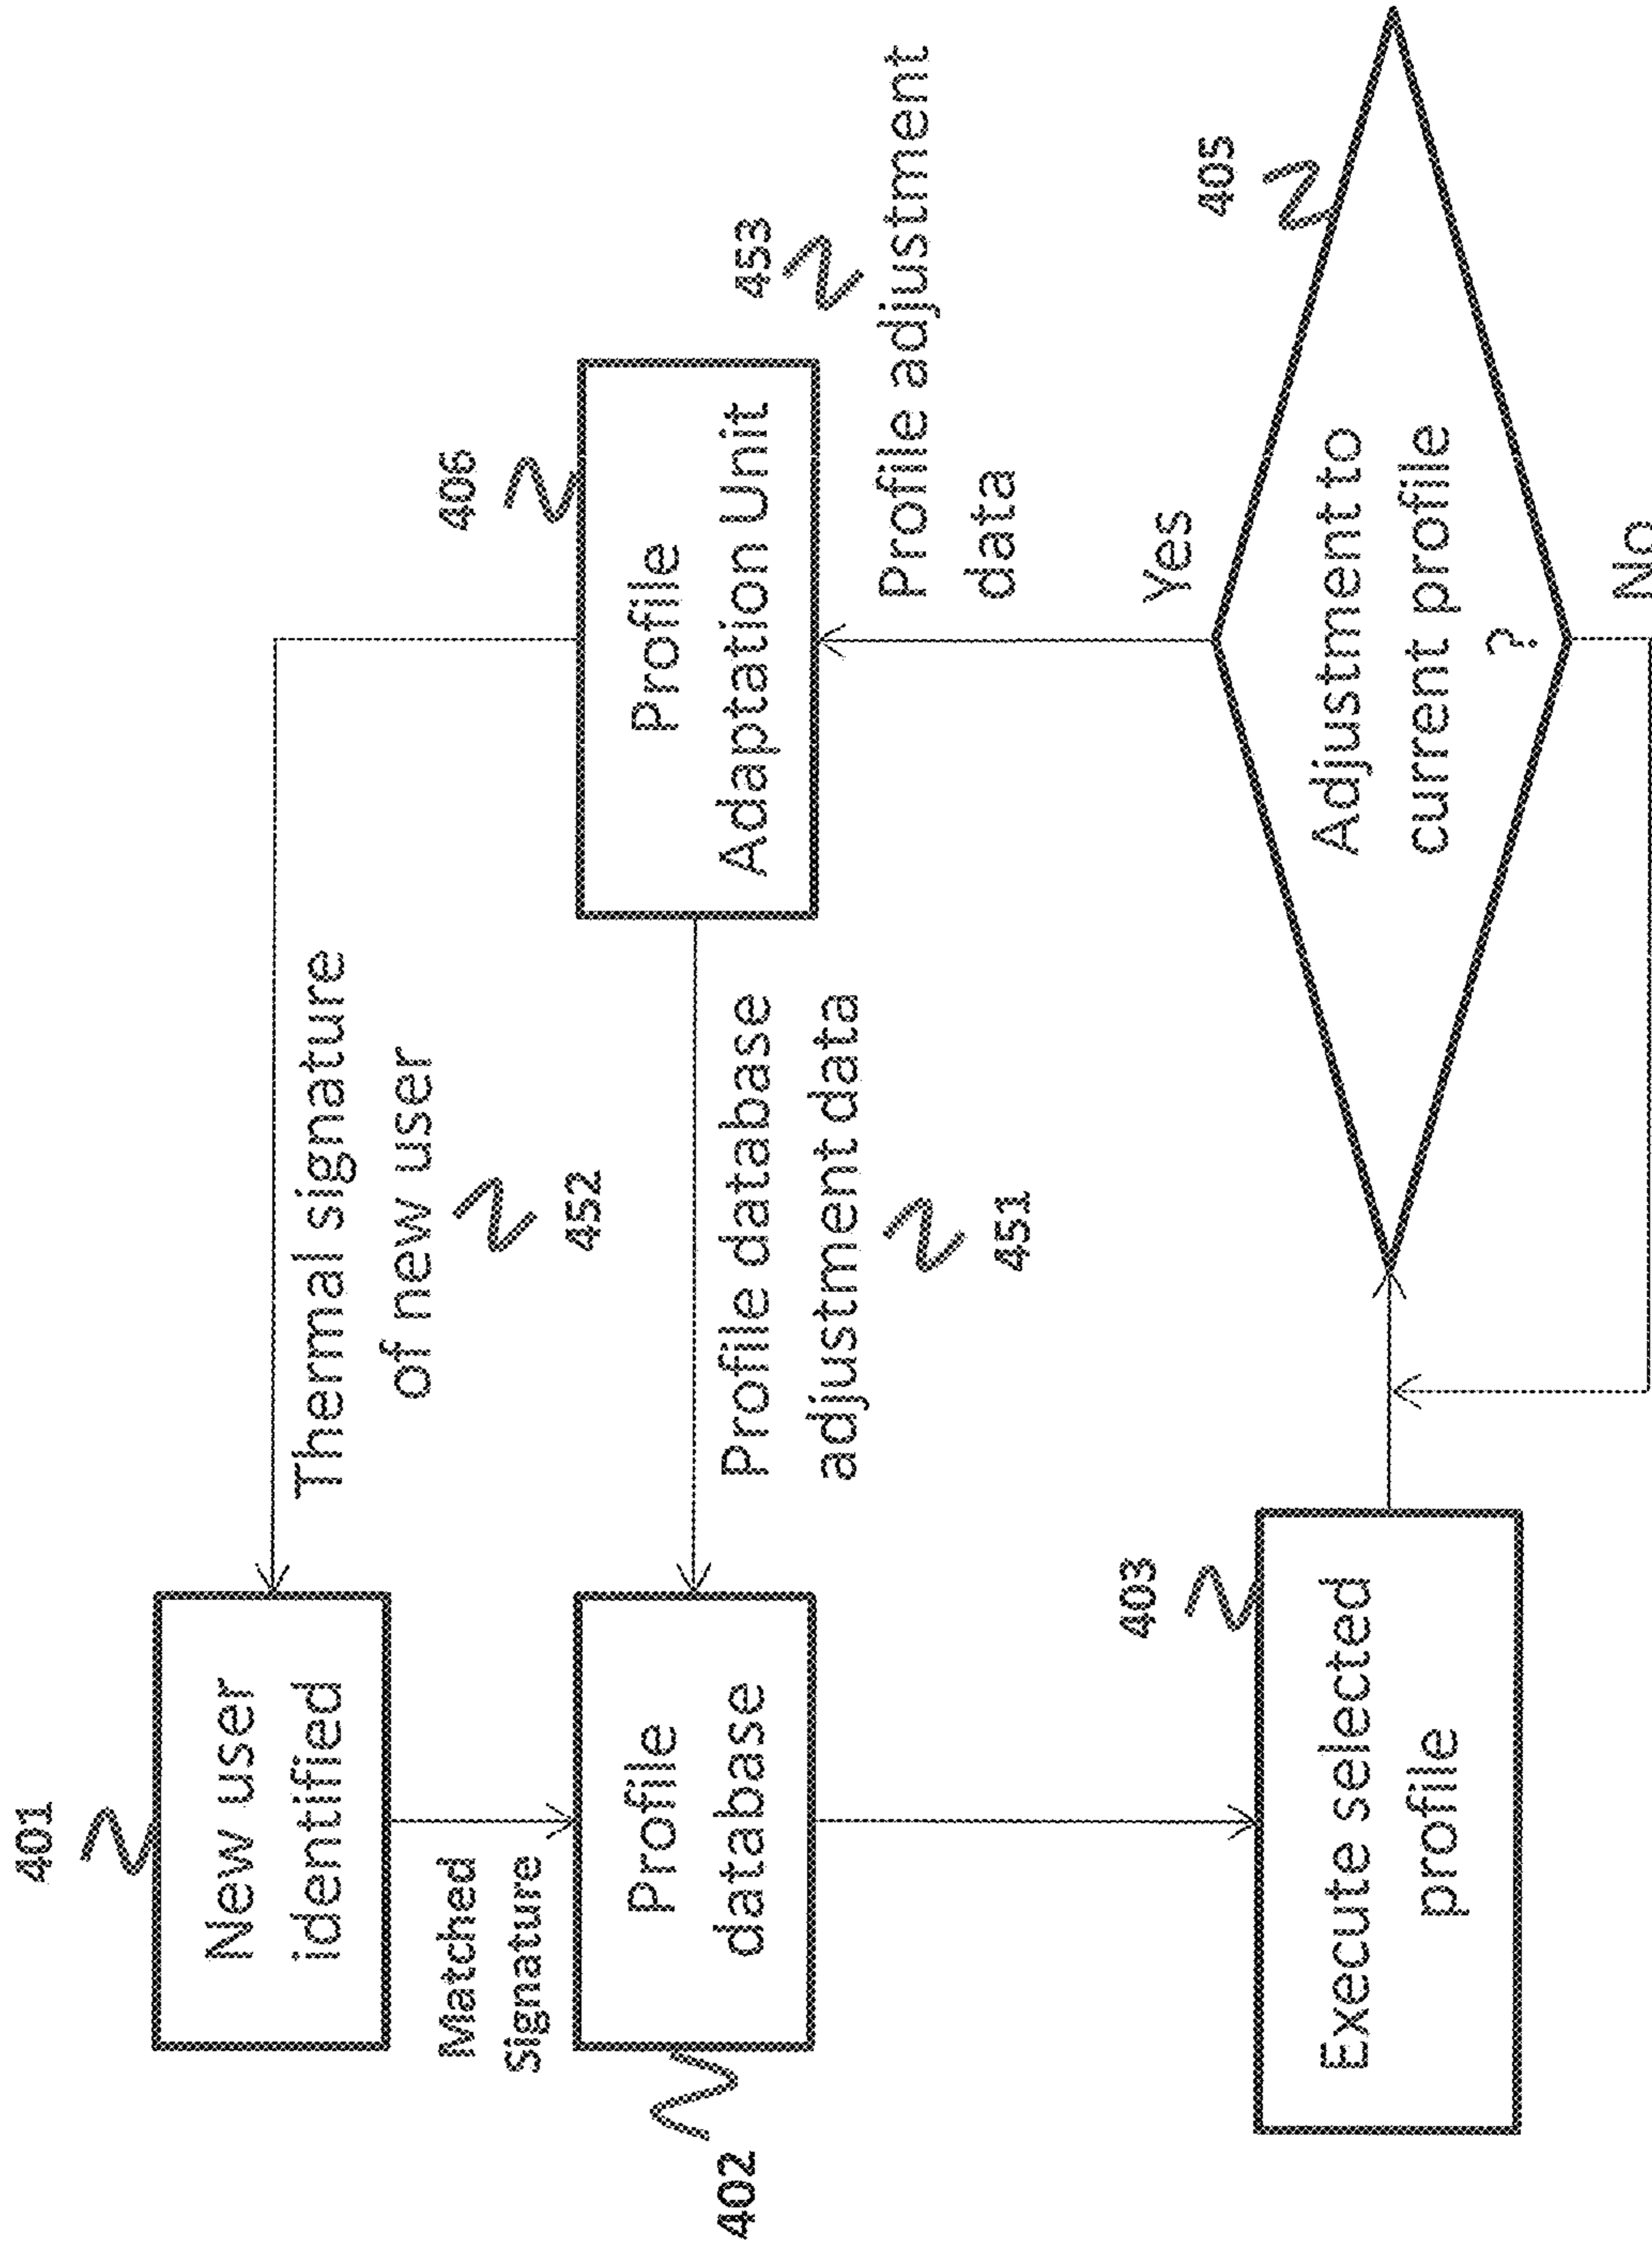 401
New user
identified
Thermal signature
of new user
452
Matched
Signature
402
Profile
database
Profile database
adjustment data
451
406
Profile
Adaptation Unit
453
Profile adjustment
data
Yes
403
Execute selected
profile
405
Adjustment to
current profile
?
No